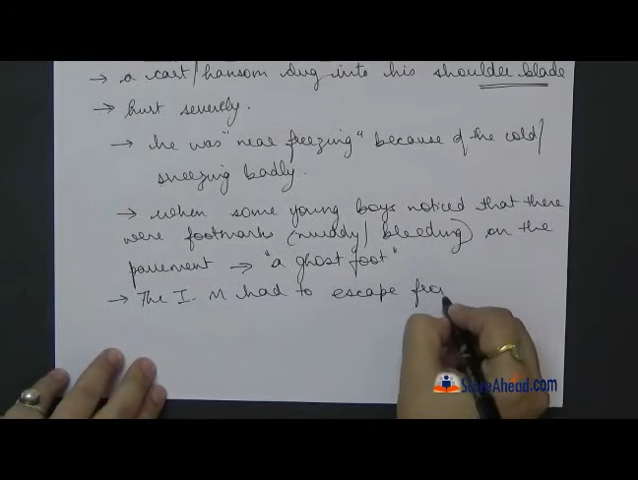 → a cart/hansom dug into his shoulder blade
→ hurt severely.
→ he was "near freezing" because of the cold/
sneezing badly.
→ when some young boys noticed that there
were footmarks (muddy/bleeding) on the
pavement → "a ghost foot"
→ The I. M had to escape fro
ScoreAhead.com